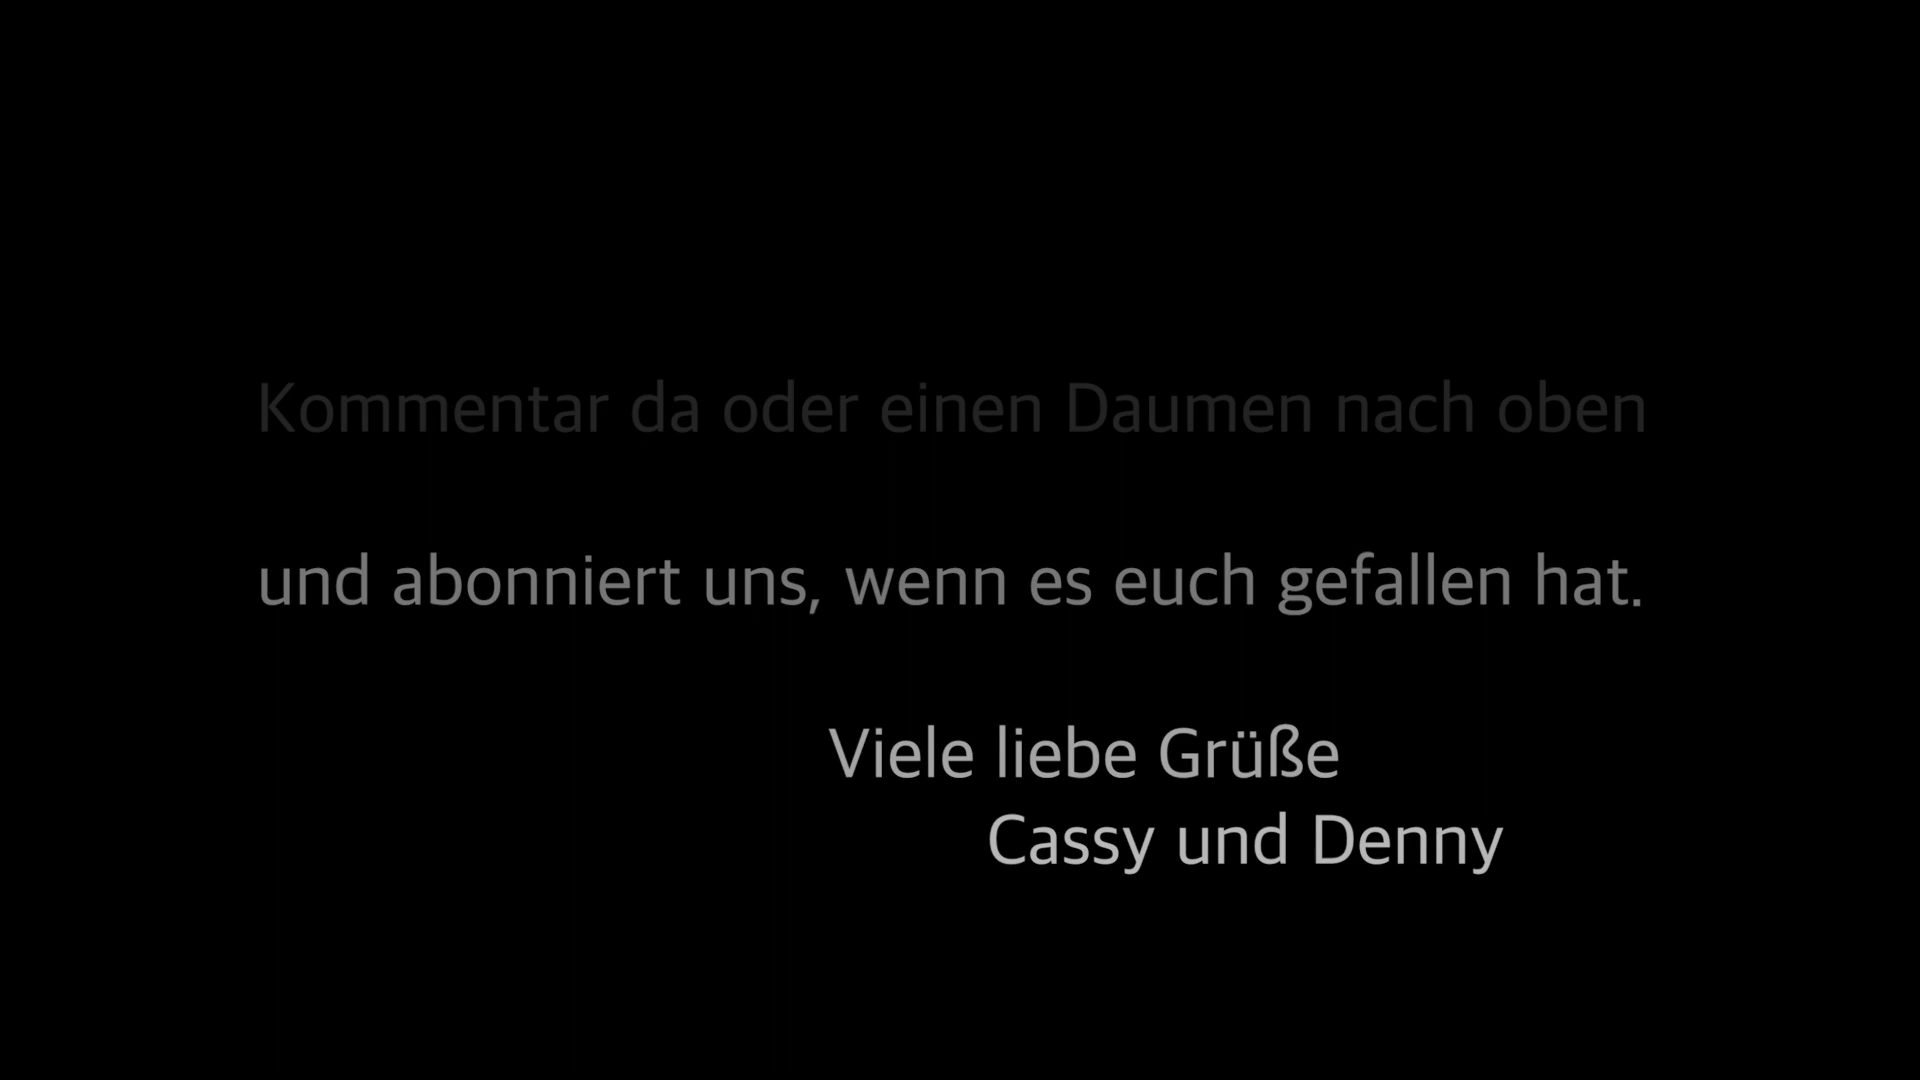 Kommentar da oder einen Daumen nach oben
und abonniert uns, wenn es euch gefallen hat.
Viele liebe Grüße
Cassy und Denny